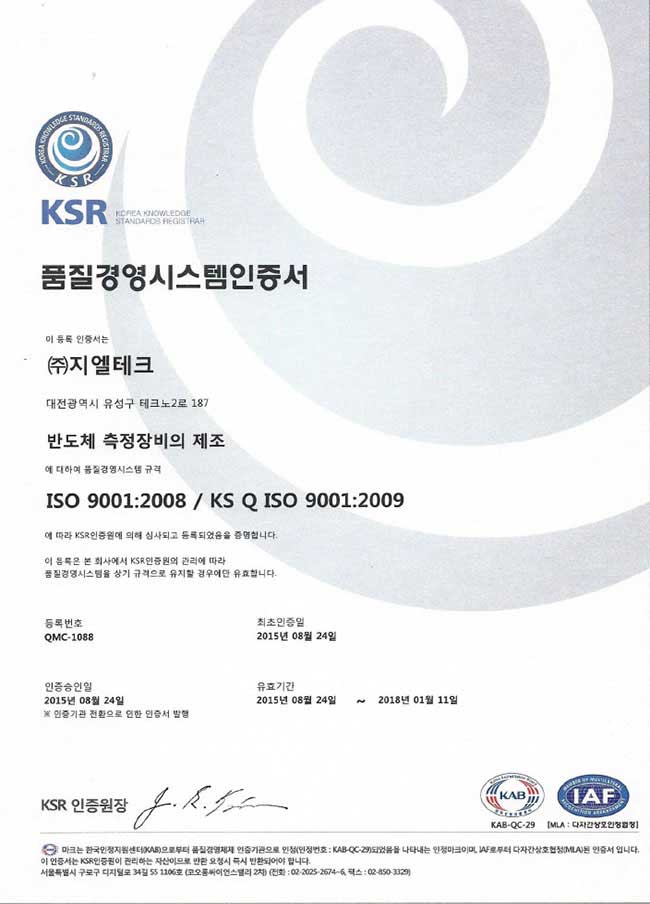 KOREA KNOWLEDGE STANDARDS REGISTRAR
KSR
KSR KOREA KNOWLEDGE
STANDARDS REGISTRAR
품질경영시스템인증서
이 등록 인증서는
㈜지엘테크
대전광역시 유성구 테크노2로 187
반도체 측정장비의 제조
에 대하여 품질경영시스템 규격
ISO 9001:2008 / KS Q ISO 9001:2009
에 따라 KSR인증원에 의해 심사되고 등록되었음을 증명합니다.
이 등록은 본 회사에서 KSR인증원의 관리에 따라
품질경영시스템을 상기 규격으로 유지할 경우에만 유효합니다.
등록번호 최초인증일
QMC-1088 2015년 08월 24일
인증승인일 유효기간
2015년 08월 24일 2015년 08월 24일 ~ 2018년 01월 11일
※ 인증기관 전환으로 인한 인증서 발행
KSR 인증원장
KAB
IAF
MEMBER OF MULTILATERAL
RECOGNITION ARRANGEMENT
KAB-QC-29 [MLA : 다자간상호인정협정]
마크는 한국인정지원센터(KAB)으로부터 품질경영체제 인증기관으로 인정(인정번호 : KAB-QC-29)되었음을 나타내는 인정마크이며, IAF로부터 다자간상호협정(MLA)된 인증서 입니다.
이 인증서는 KSR인증원이 관리하는 자산이므로 반환 요청시 즉시 반환되어야 합니다.
서울특별시 구로구 디지털로 34길 55 1106호 (코오롱싸이언스밸리 2차) (전화 : 02-2025-2674~6, 팩스 : 02-850-3329)